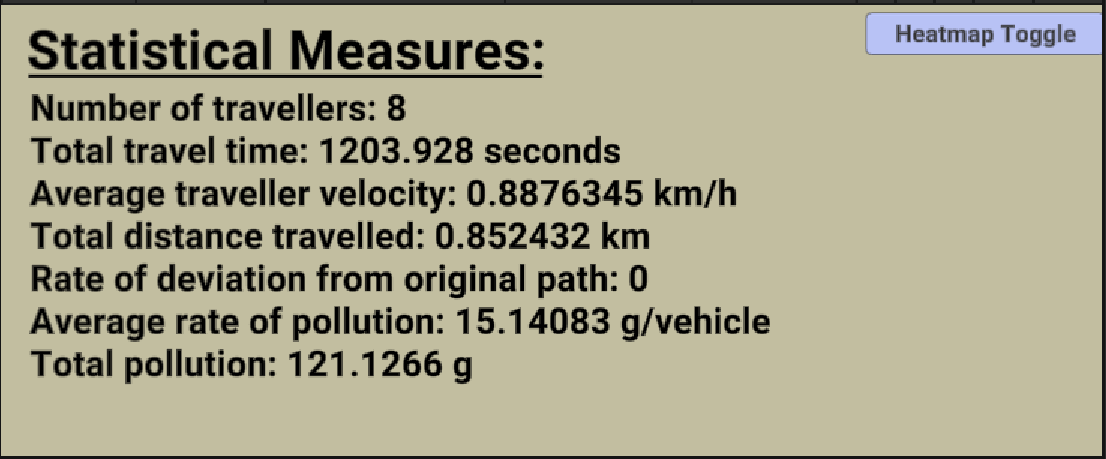 Statistical Measures:
Heatmap Toggle
Number of travellers: 8
Total travel time: 1203.928 seconds
Average traveller velocity: 0.8876345 km/h
Total distance travelled: 0.852432 km
Rate of deviation from original path: 0
Average rate of pollution: 15.14083 g/vehicle
Total pollution: 121.1266 g